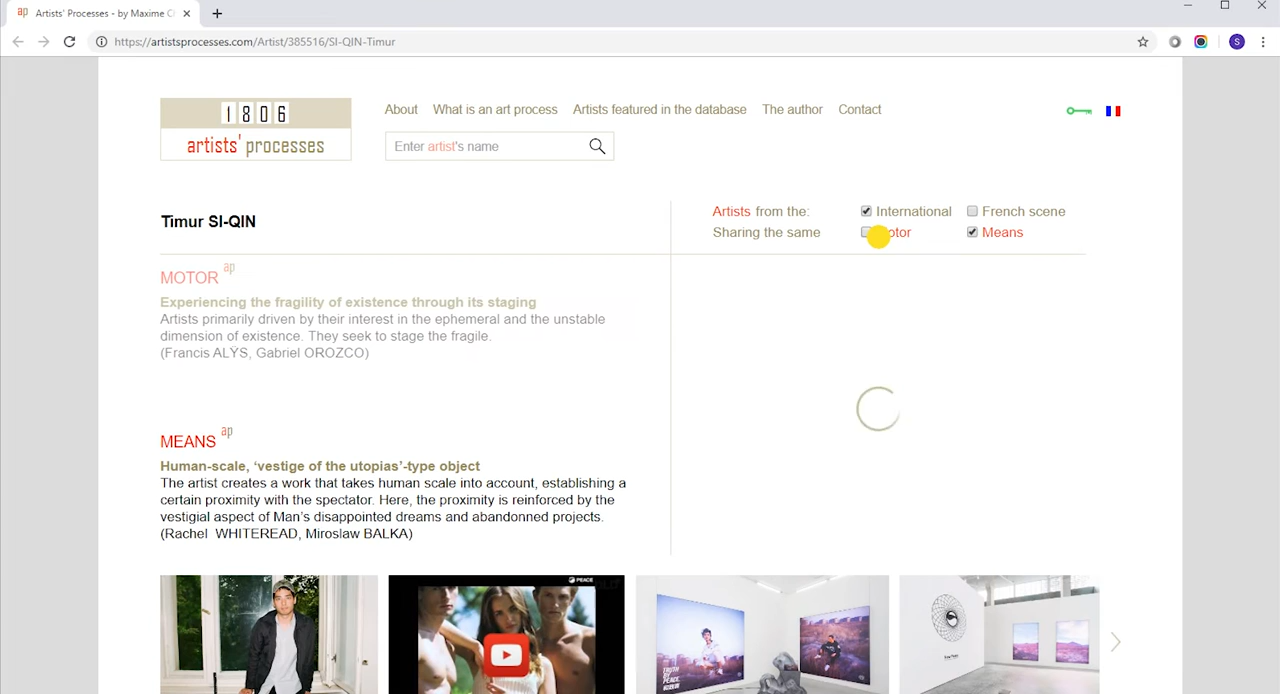 ap Artists' Processes - by Maxime C
https://artistsprocesses.com/Artist/385516/SI-QIN-Timur
S
1806
artists' processes
About What is an art process Artists featured in the database The author Contact
Enter artist's name
Timur SI-QIN
Artists from the: International French scene
Sharing the same Means
MOTOR ap
Experiencing the fragility of existence through its staging
Artists primarily driven by their interest in the ephemeral and the unstable
dimension of existence. They seek to stage the fragile.
(Francis ALŸS, Gabriel OROZCO)
MEANS ap
Human-scale, ‘vestige of the utopias’-type object
The artist creates a work that takes human scale into account, establishing a
certain proximity with the spectator. Here, the proximity is reinforced by the
vestigial aspect of Man’s disappointed dreams and abandonned projects.
(Rachel WHITEREAD, Miroslaw BALKA)
PEACE
TRUTH
BY PEACE.